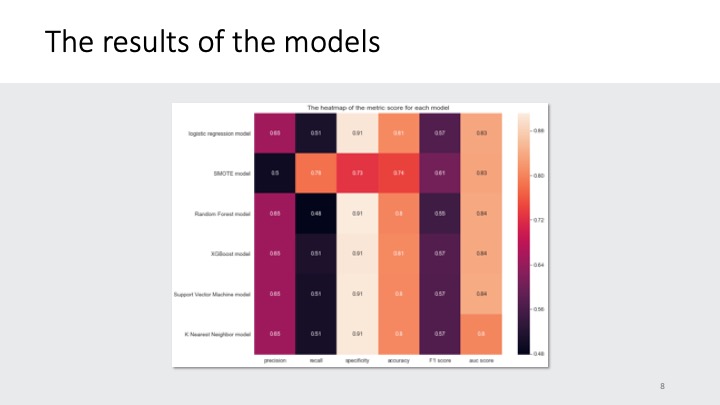 The results of the models
The heatmap of the metric score for each model
logistic regression model 0.65 0.51 0.91 0.81 0.57 0.83
SMOTE model 0.5 0.78 0.73 0.74 0.61 0.83
Random Forest model 0.65 0.48 0.91 0.8 0.55 0.84
XGBoost model 0.65 0.51 0.91 0.81 0.57 0.84
Support Vector Machine model 0.65 0.51 0.91 0.8 0.57 0.84
K Nearest Neighbor model 0.65 0.51 0.91 0.8 0.57 0.8
precision recall specificity accuracy F1 score auc score
0.88
0.80
0.72
0.64
0.56
0.48
8